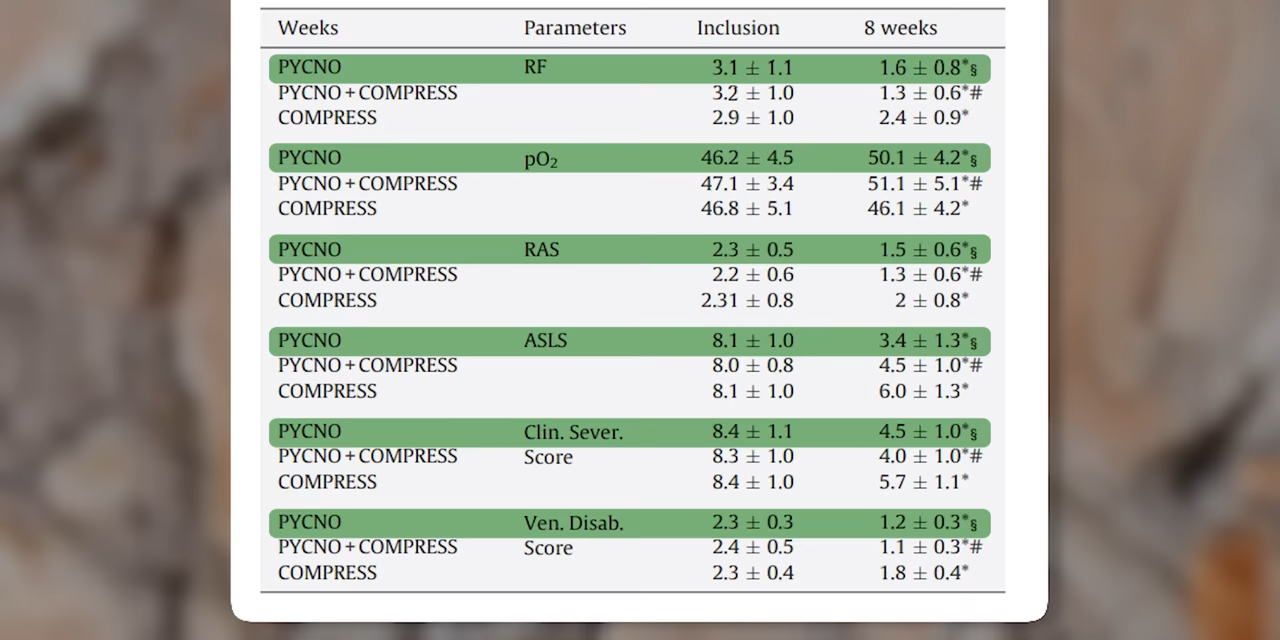 Weeks Parameters Inclusion 8 weeks
PYCNO RF 3.1 ± 1.1 1.6 ± 0.8*§
PYCNO + COMPRESS 3.2 ± 1.0 1.3 ± 0.6*#
COMPRESS 2.9 ± 1.0 2.4 ± 0.9*
PYCNO pO₂ 46.2 ± 4.5 50.1 ± 4.2*§
PYCNO + COMPRESS 47.1 ± 3.4 51.1 ± 5.1*#
COMPRESS 46.8 ± 5.1 46.1 ± 4.2*
PYCNO RAS 2.3 ± 0.5 1.5 ± 0.6*§
PYCNO + COMPRESS 2.2 ± 0.6 1.3 ± 0.6*#
COMPRESS 2.31 ± 0.8 2 ± 0.8*
PYCNO ASLS 8.1 ± 1.0 3.4 ± 1.3*§
PYCNO + COMPRESS 8.0 ± 0.8 4.5 ± 1.0*#
COMPRESS 8.1 ± 1.0 6.0 ± 1.3*
PYCNO Clin. Sever. 8.4 ± 1.1 4.5 ± 1.0*§
PYCNO + COMPRESS Score 8.3 ± 1.0 4.0 ± 1.0*#
COMPRESS 8.4 ± 1.0 5.7 ± 1.1*
PYCNO Ven. Disab. 2.3 ± 0.3 1.2 ± 0.3*§
PYCNO + COMPRESS Score 2.4 ± 0.5 1.1 ± 0.3*#
COMPRESS 2.3 ± 0.4 1.8 ± 0.4*